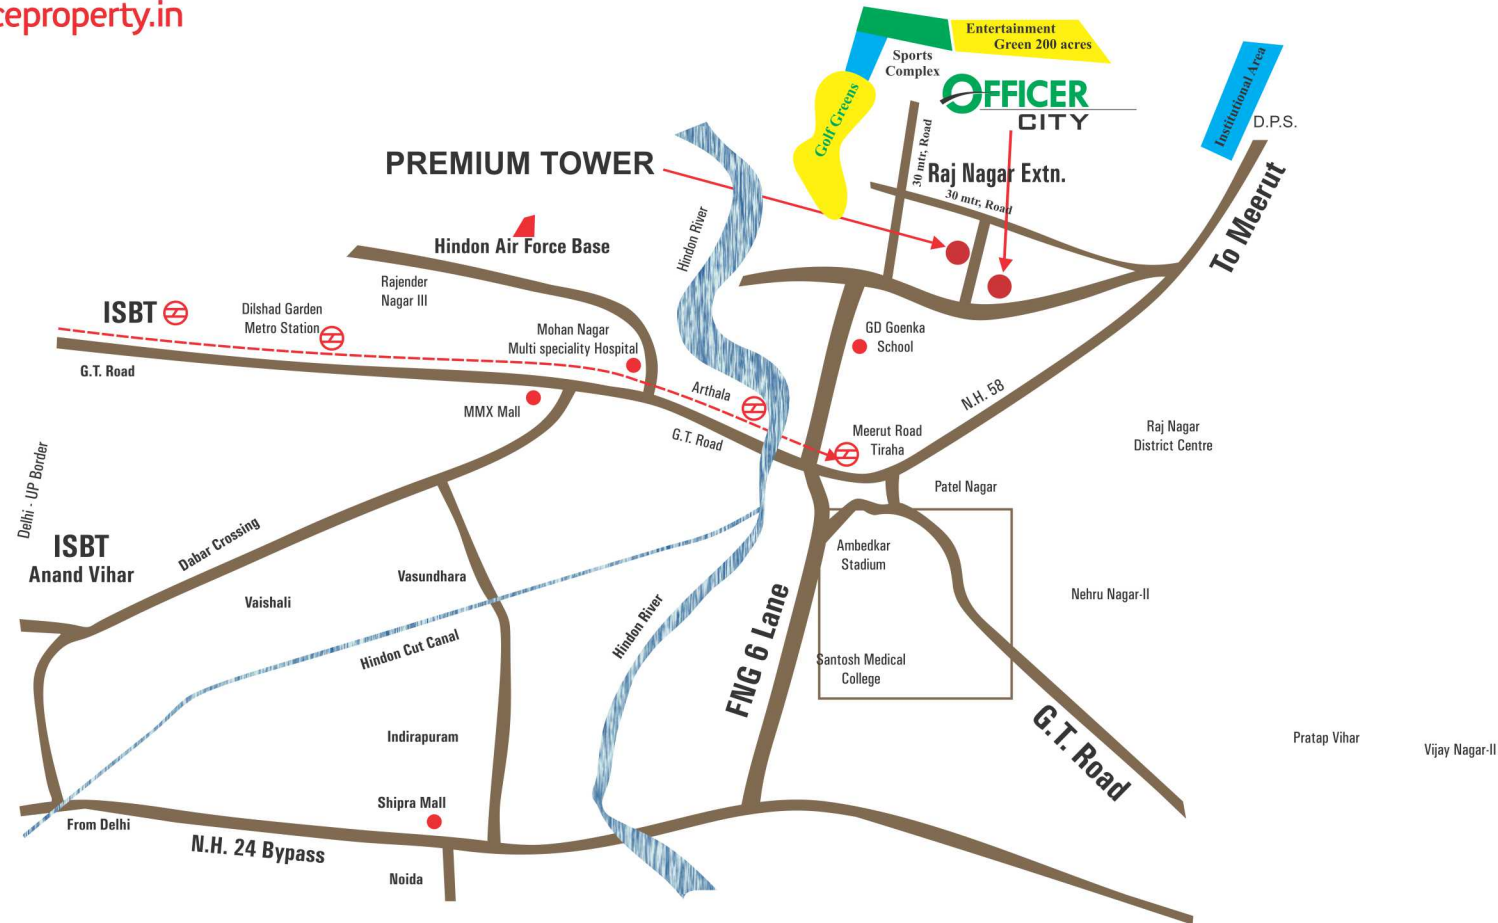 ceproperty.in
Entertainment
Green 200 acres
Sports
Complex
OFFICER
CITY
Institutional Area
D.P.S.
Golf Greens
30 mtr, Road
PREMIUM TOWER
Raj Nagar Extn.
30 mtr, Road
To Meerut
Hindon River
Hindon Air Force Base
Rajender
Nagar III
ISBT
Dilshad Garden
Metro Station
Mohan Nagar
Multi speciality Hospital
GD Goenka
School
G.T. Road
MMX Mall
Arthala
N.H. 58
G.T. Road
Meerut Road
Tiraha
Raj Nagar
District Centre
Delhi - UP Border
Patel Nagar
ISBT
Anand Vihar
Dabar Crossing
Vasundhara
Ambedkar
Stadium
Vaishali
Nehru Nagar-II
Hindon River
Hindon Cut Canal
FNG 6 Lane
Santosh Medical
College
Indirapuram
G.T. Road
Pratap Vihar
Vijay Nagar-II
Shipra Mall
From Delhi
N.H. 24 Bypass
Noida